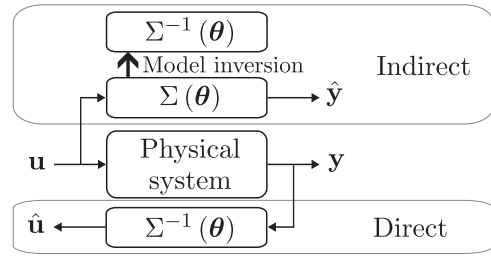 Σ⁻¹ (θ)
Model inversion
Indirect
Σ (θ)
ŷ
u
Physical
system
y
û
Σ⁻¹ (θ)
Direct